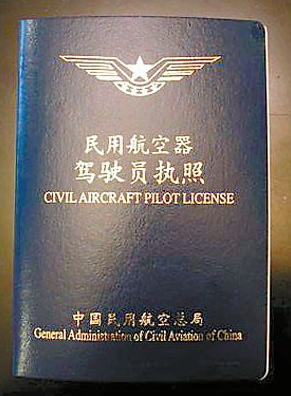 民用航空器
驾驶员执照
CIVIL AIRCRAFT PILOT LICENSE
中国民用航空总局
General Administration of Civil Aviation of China